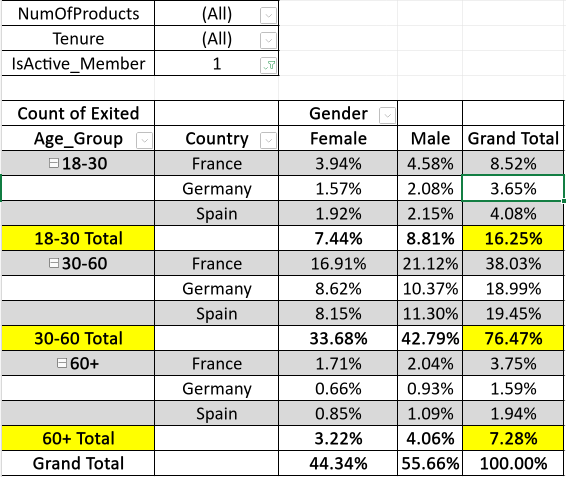 NumOfProducts (All)
Tenure (All)
IsActive_Member 1
Count of Exited Gender
Age_Group Country Female Male Grand Total
18-30 France 3.94% 4.58% 8.52%
Germany 1.57% 2.08% 3.65%
Spain 1.92% 2.15% 4.08%
18-30 Total 7.44% 8.81% 16.25%
30-60 France 16.91% 21.12% 38.03%
Germany 8.62% 10.37% 18.99%
Spain 8.15% 11.30% 19.45%
30-60 Total 33.68% 42.79% 76.47%
60+ France 1.71% 2.04% 3.75%
Germany 0.66% 0.93% 1.59%
Spain 0.85% 1.09% 1.94%
60+ Total 3.22% 4.06% 7.28%
Grand Total 44.34% 55.66% 100.00%